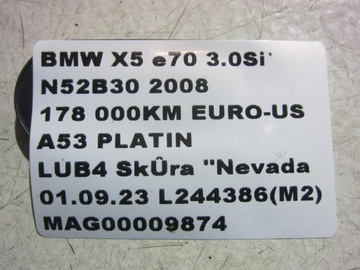 BMW X5 e70 3.0Si
N52B30 2008
178 000KM EURO-US
A53 PLATIN
LUB4 SkÛra "Nevada
01.09.23 L244386(M2)
MAG00009874